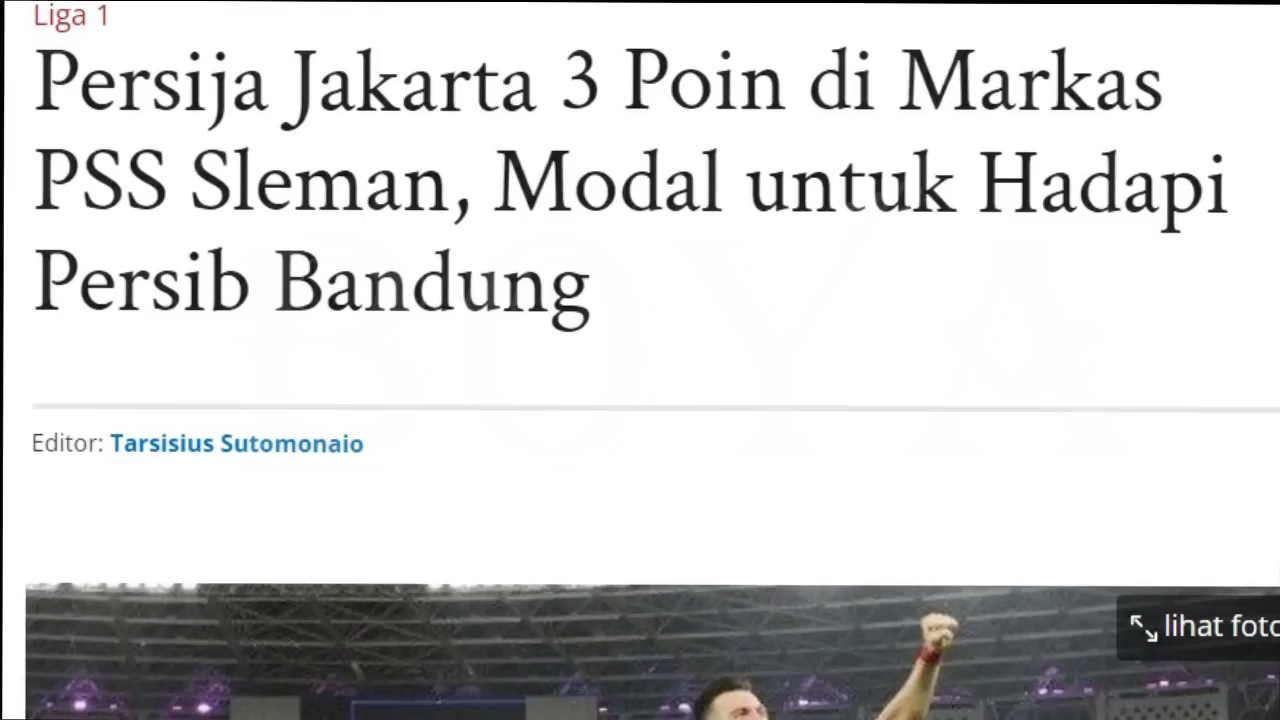 Liga 1
Persija Jakarta 3 Poin di Markas
PSS Sleman, Modal untuk Hadapi
Persib Bandung
Editor: Tarsisius Sutomonaio
lihat foto